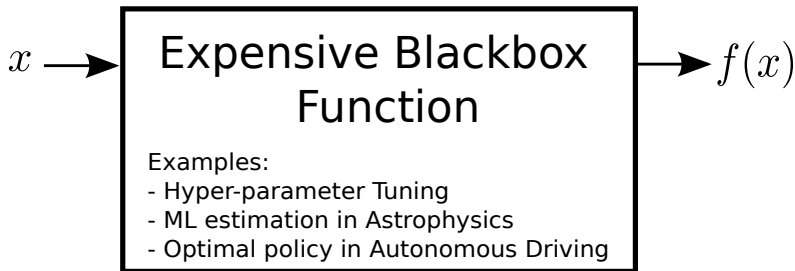 x
Expensive Blackbox
Function
f(x)
Examples:
- Hyper-parameter Tuning
- ML estimation in Astrophysics
- Optimal policy in Autonomous Driving